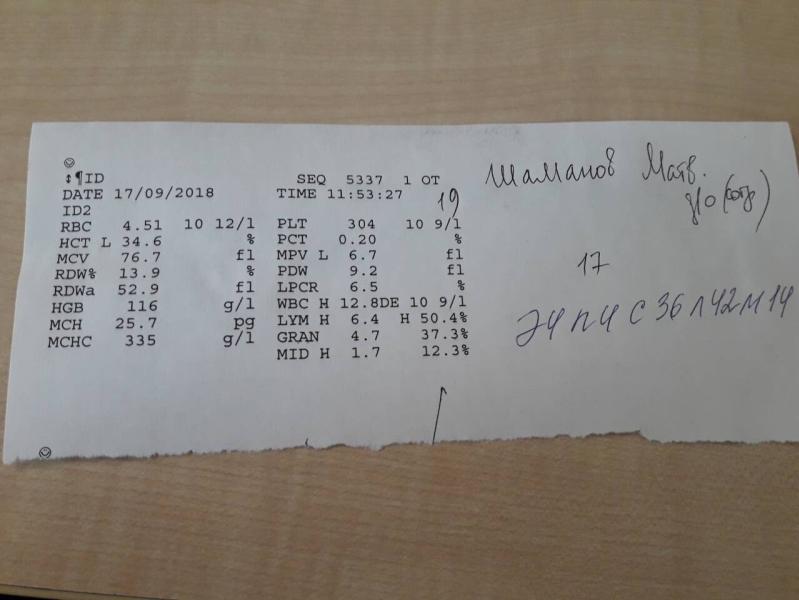 ↕¶ID SEQ 5337 1 OT
DATE 17/09/2018 TIME 11:53:27
ID2
19
RBC 4.51 10 12/l PLT 304 10 9/l
HCT L 34.6 % PCT 0.20 %
MCV 76.7 fl MPV L 6.7 fl
RDW% 13.9 % PDW 9.2 fl
RDWa 52.9 fl LPCR 6.5 %
HGB 116 g/l WBC H 12.8DE 10 9/l
MCH 25.7 pg LYM H 6.4 H 50.4%
MCHC 335 g/l GRAN 4.7 37.3%
MID H 1.7 12.3%
Шаманов Матв.
17
Э4 П4 С 36 Л 42 М 14